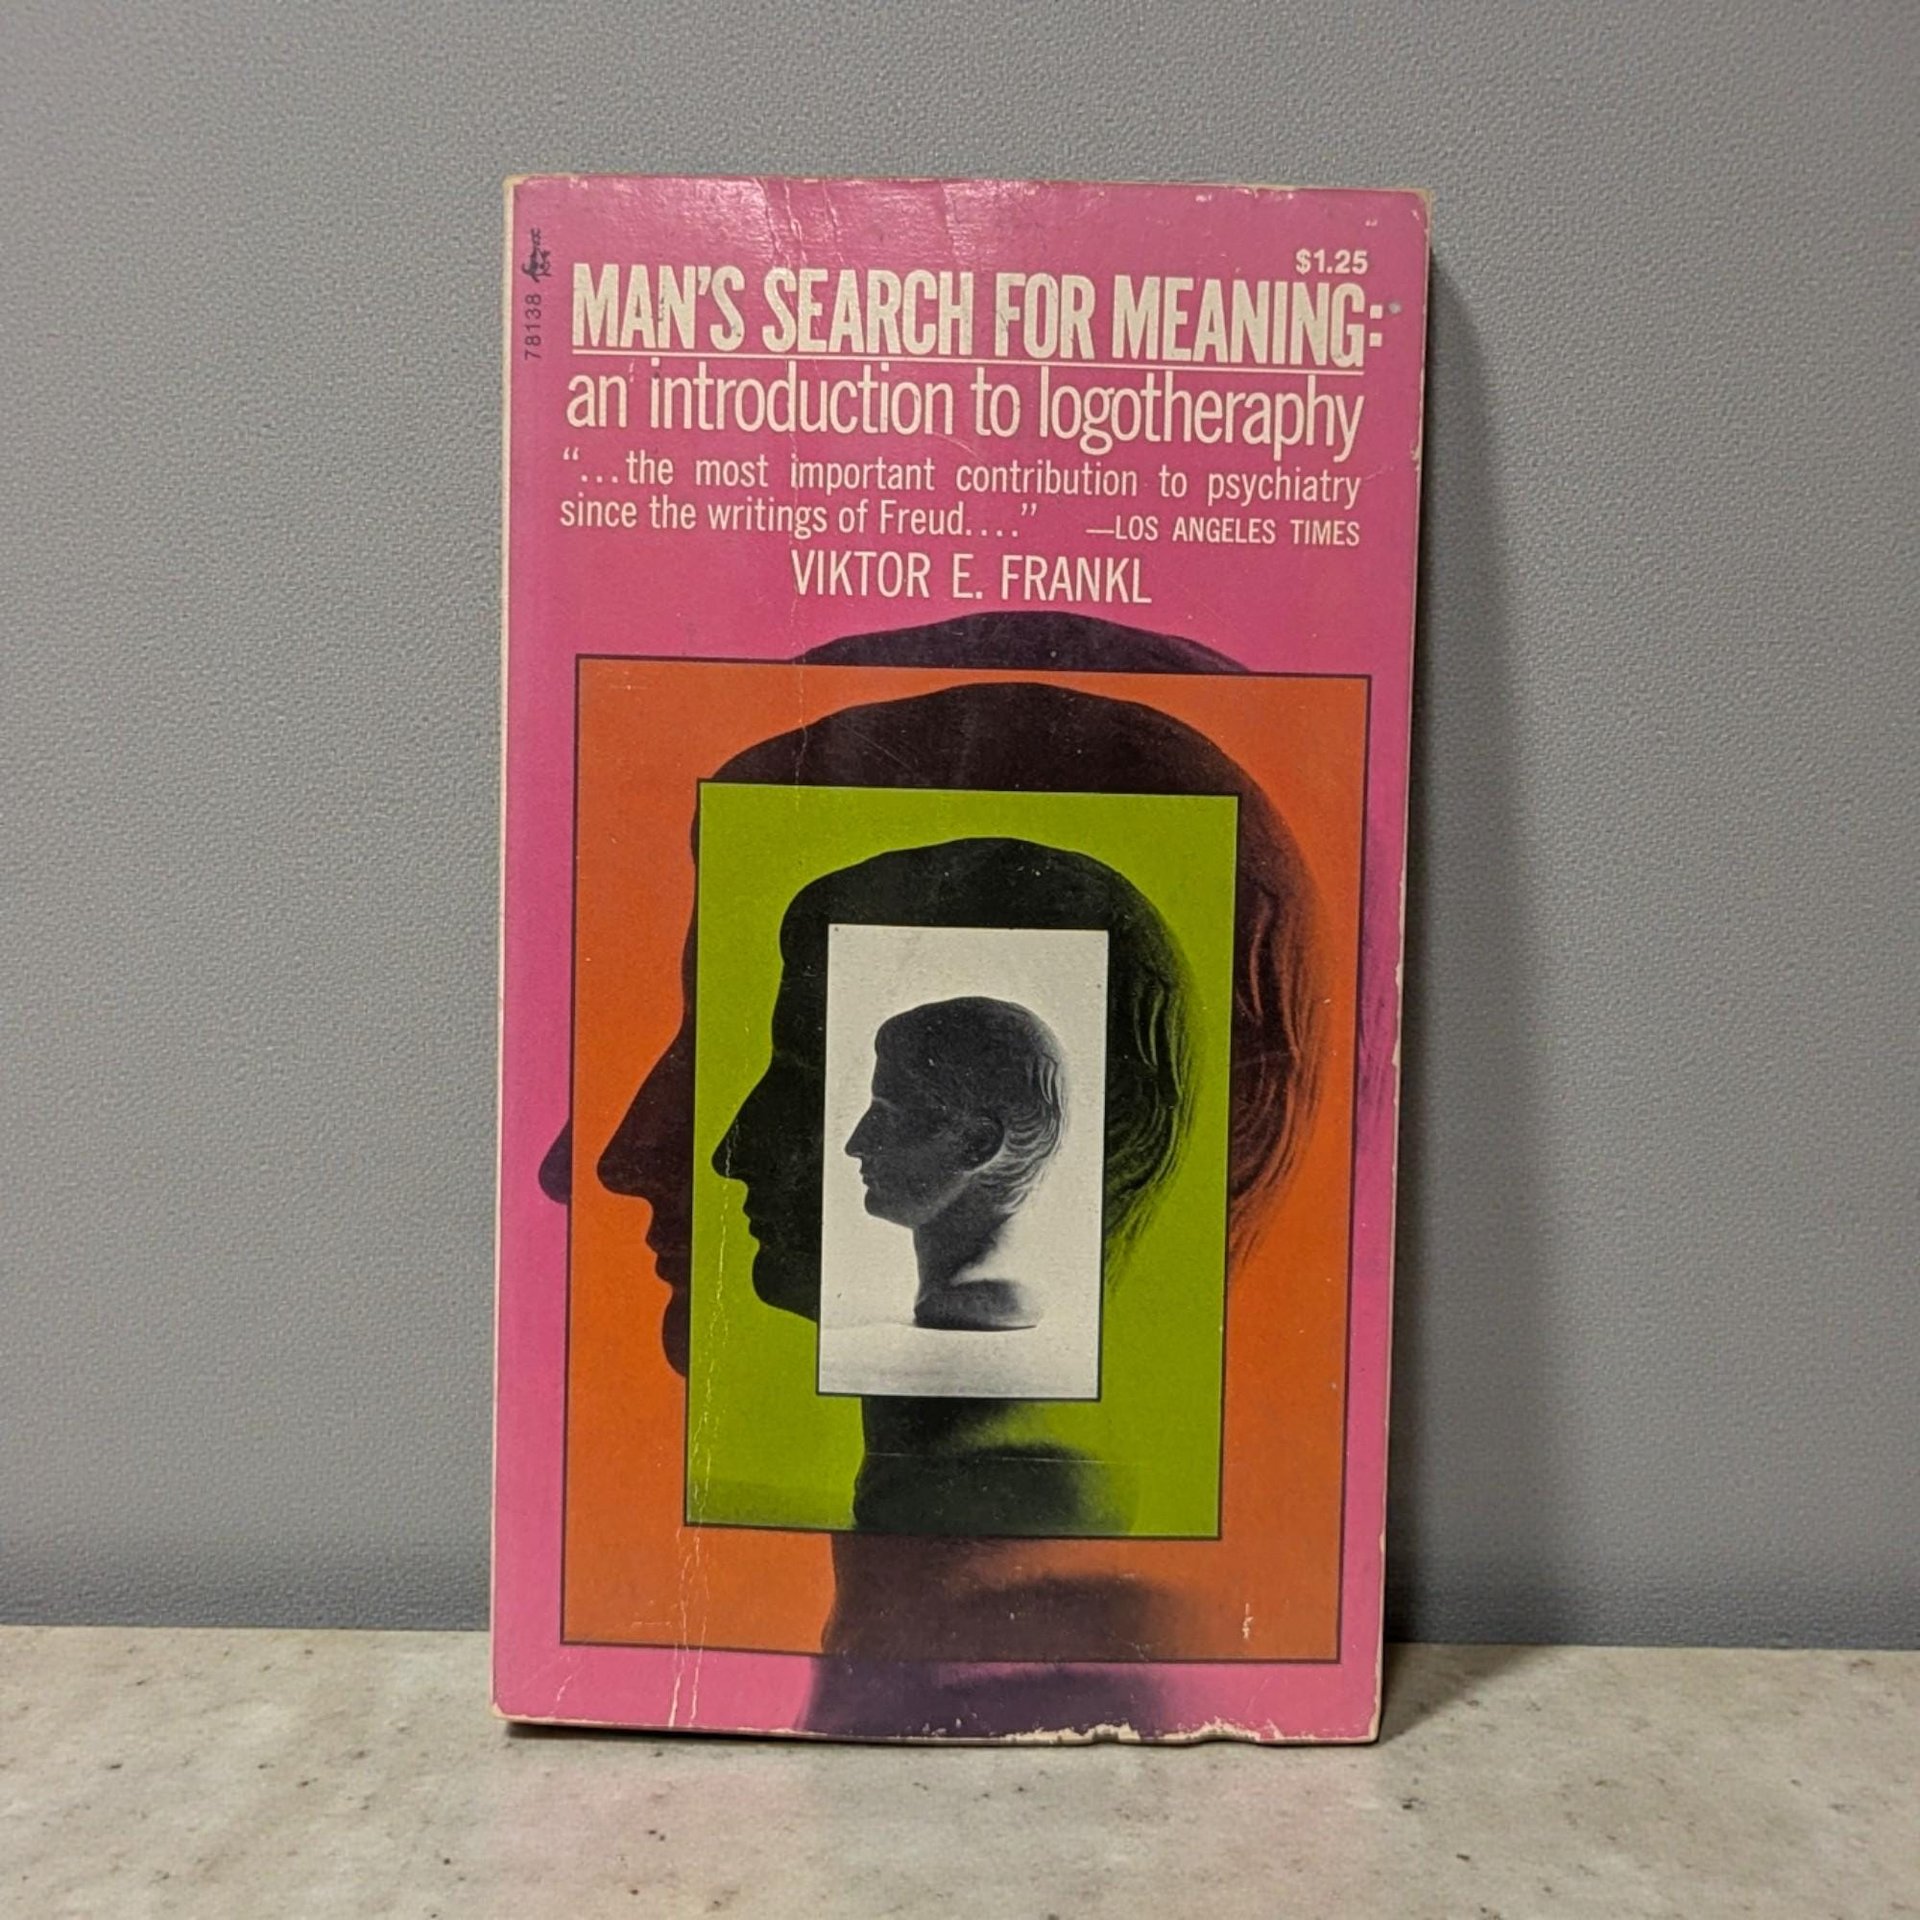 78138
$1.25
MAN'S SEARCH FOR MEANING:
an introduction to logotheraphy
“...the most important contribution to psychiatry
since the writings of Freud....” —LOS ANGELES TIMES
VIKTOR E. FRANKL